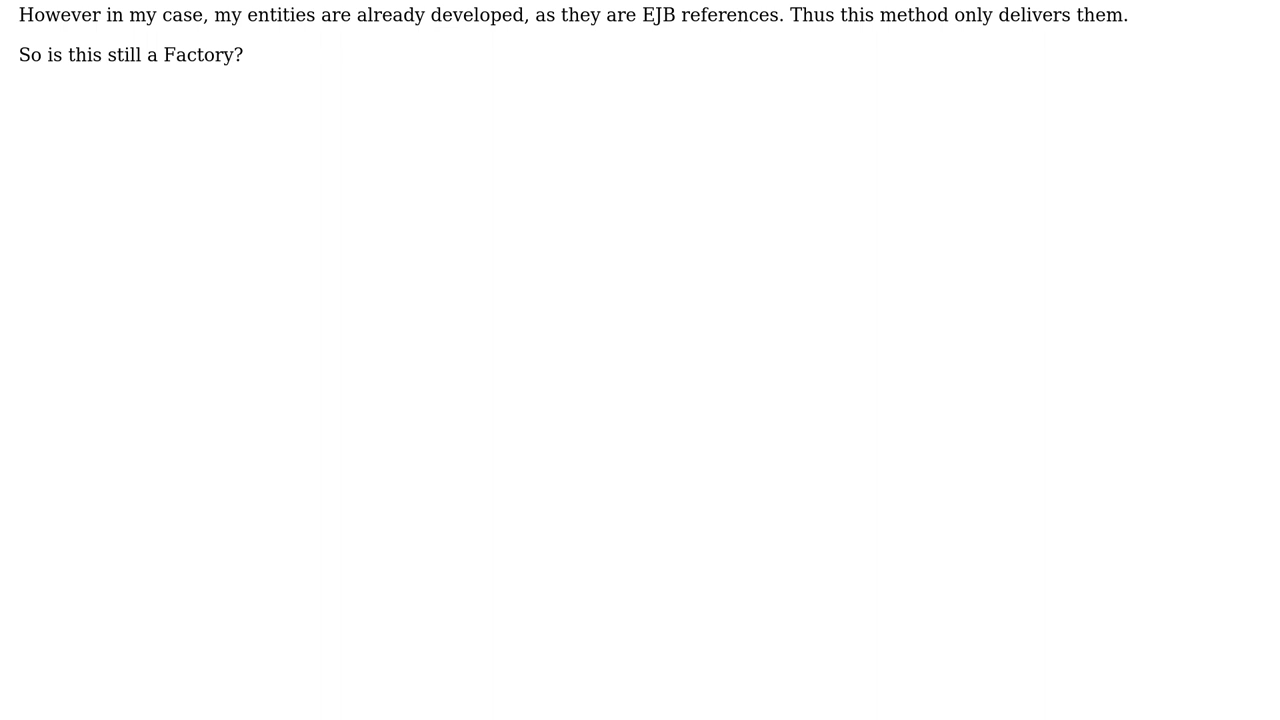 However in my case, my entities are already developed, as they are EJB references. Thus this method only delivers them.
So is this still a Factory?